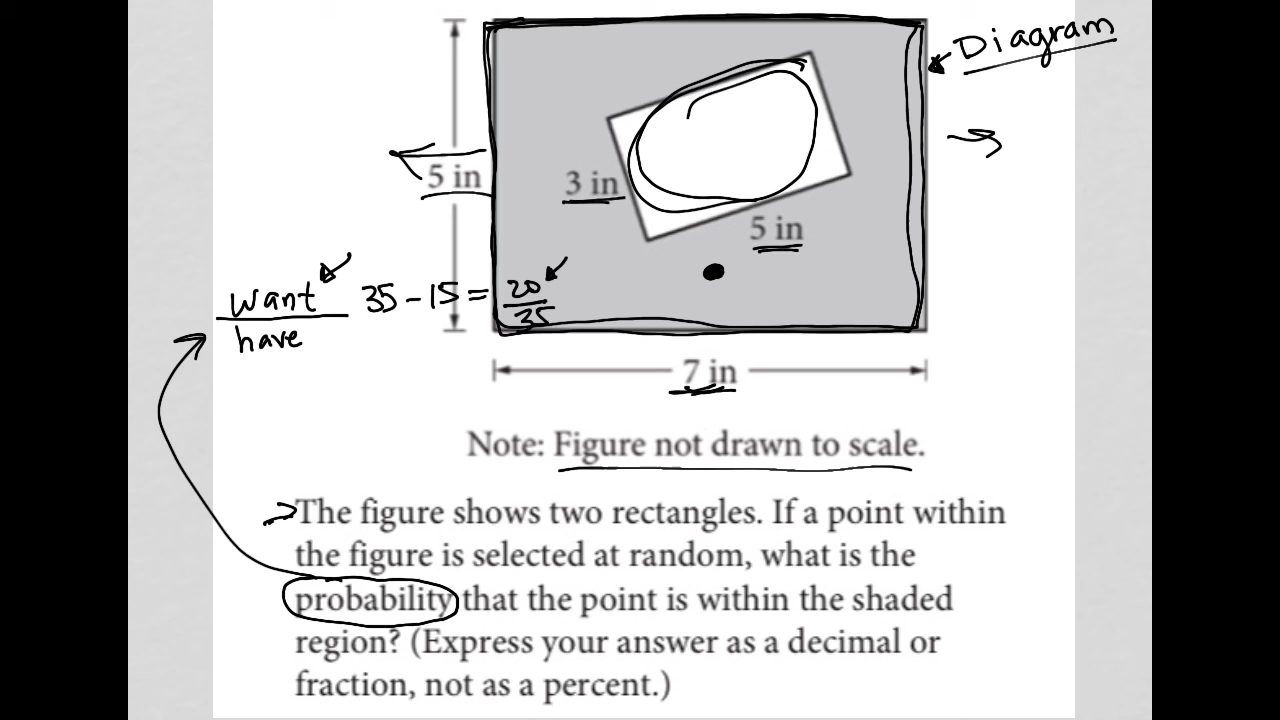 Diagram
5 in
3 in
5 in
want
have
35 - 15 = 20/35
7 in
Note: Figure not drawn to scale.
The figure shows two rectangles. If a point within
the figure is selected at random, what is the
probability that the point is within the shaded
region? (Express your answer as a decimal or
fraction, not as a percent.)